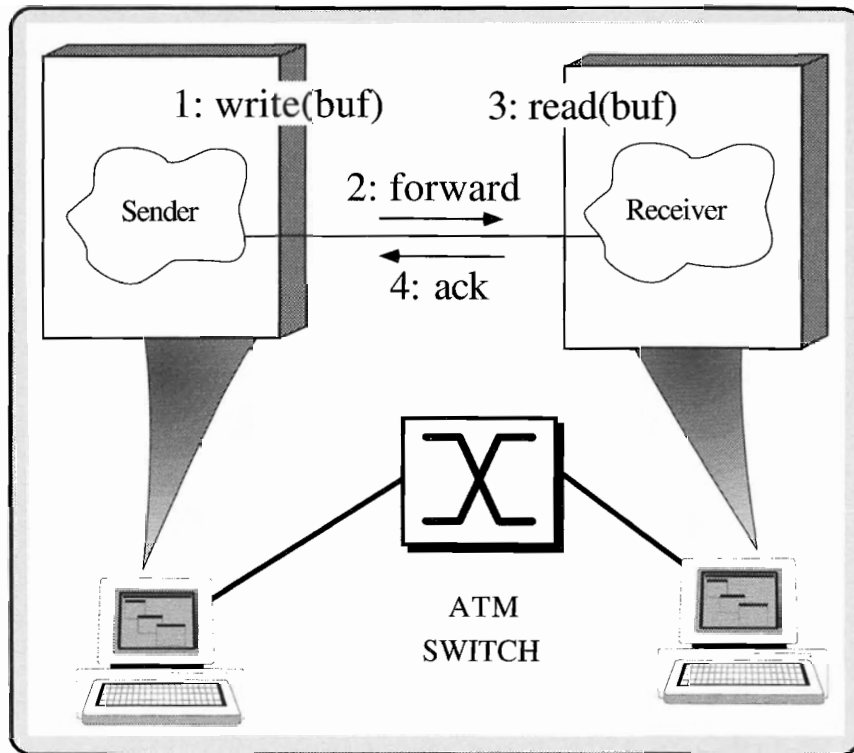 1: write(buf)
3: read(buf)
2: forward
Sender
Receiver
4: ack
ATM
SWITCH